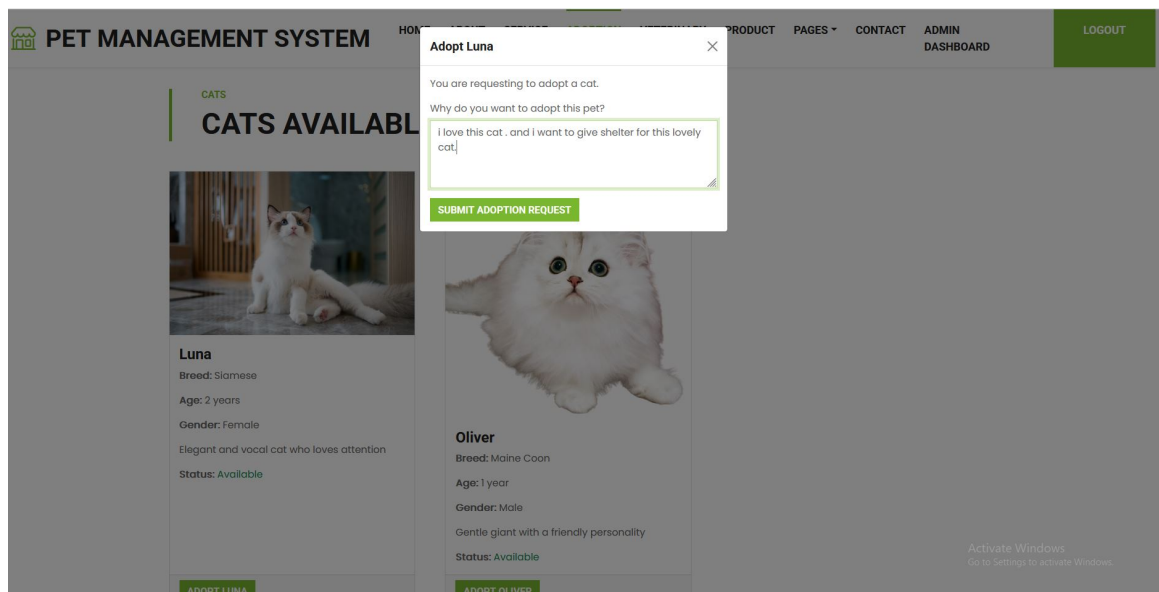 PET MANAGEMENT SYSTEM
PRODUCT PAGES CONTACT ADMIN DASHBOARD LOGOUT
Adopt Luna
You are requesting to adopt a cat.
Why do you want to adopt this pet?
i love this cat . and i want to give shelter for this lovely
cat.
SUBMIT ADOPTION REQUEST
CATS
CATS AVAILABL
Luna
Breed: Siamese
Age: 2 years
Gender: Female
Elegant and vocal cat who loves attention
Status: Available
ADOPT LUNA
Oliver
Breed: Maine Coon
Age: 1 year
Gender: Male
Gentle giant with a friendly personality
Status: Available
ADOPT OLIVER
Activate Windows
Go to Settings to activate Windows.